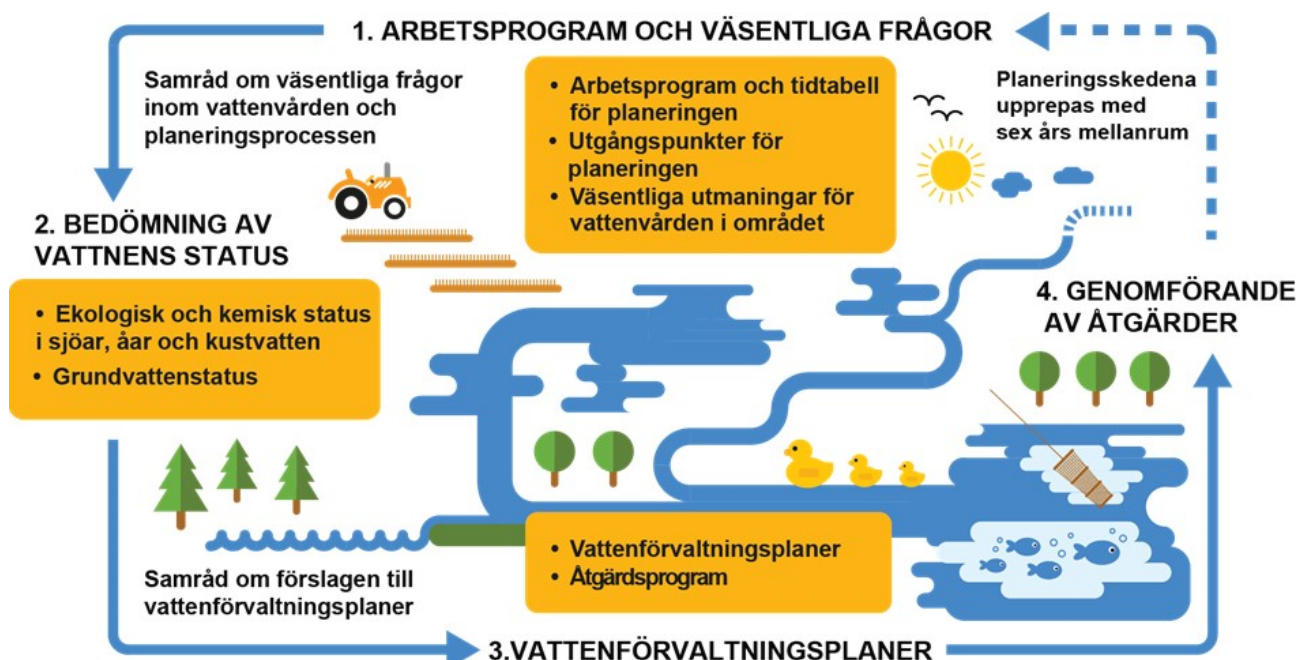 1. ARBETSPROGRAM OCH VÄSENTLIGA FRÅGOR
Samråd om väsentliga frågor
inom vattenvården och
planeringsprocessen
• Arbetsprogram och tidtabell
för planeringen
• Utgångspunkter för
planeringen
• Väsentliga utmaningar för
vattenvården i området
Planeringsskedena
upprepas med
sex års mellanrum
2. BEDÖMNING AV
VATTNENS STATUS
• Ekologisk och kemisk status
i sjöar, åar och kustvatten
• Grundvattenstatus
4. GENOMFÖRANDE
AV ÅTGÄRDER
Samråd om förslagen till
vattenförvaltningsplaner
• Vattenförvaltningsplaner
• Åtgärdsprogram
3.VATTENFÖRVALTNINGSPLANER